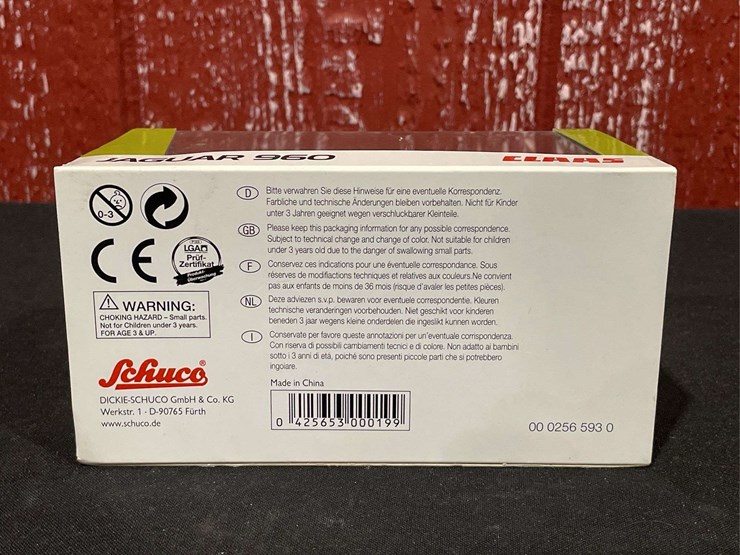 JAGUAR 960
CLAAS
0-3
LGA
Prüf-
Zertifikat
CE
WARNING:
CHOKING HAZARD – Small parts.
Not for Children under 3 years.
FOR AGE 3 & UP.
Schuco®
DICKIE-SCHUCO GmbH & Co. KG
Werkstr. 1 · D-90765 Fürth
www.schuco.de
D Bitte verwahren Sie diese Hinweise für eine eventuelle Korrespondenz.
Farbliche und technische Änderungen bleiben vorbehalten. Nicht für Kinder
unter 3 Jahren geeignet wegen verschluckbarer Kleinteile.
GB Please keep this packaging information for any possible correspondence.
Subject to technical change and change of color. Not suitable for children
under 3 years old due to the danger of swallowing small parts.
F Conservez ces indications pour une éventuelle correspondance. Sous
réserves de modifiactions techniques et relatives aux couleurs.Ne convient
pas aux enfants de moins de 36 mois (risque d'avaler les petites pièces).
NL Deze adviezen s.v.p. bewaren voor eventuele correspondentie. Kleuren
technische veranderingen voorbehouden. Niet geschikt voor kinderen
beneden 3 jaar wegens kleine onderdelen die ingeslikt kunnen worden.
I Conservate per favore queste annotazioni per un'eventuale corrispondenza.
Con riserva di possibili cambiamenti tecnici e di colore. Non adatto ai bambini
sotto i 3 anni di età, poiché sono presenti piccole parti che si potrebbero
ingoiare.
Made in China
0 425653 000199
00 0256 593 0